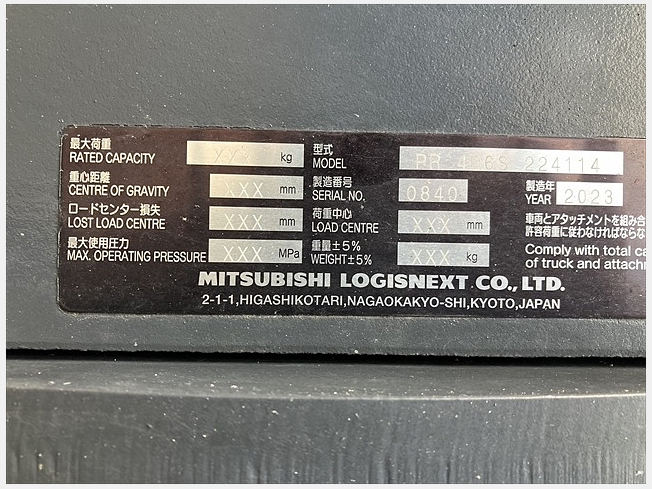 最大荷重 RATED CAPACITY XXX kg
型式 MODEL 224114
重心距離 CENTRE OF GRAVITY XXX mm
製造番号 SERIAL NO. 0840
製造年 YEAR 2023
ロードセンター損失 LOST LOAD CENTRE XXX mm
荷重中心 LOAD CENTRE XXX mm
車両とアタッチメントを組み合
許容荷重に従わなければならな
最大使用圧力 MAX. OPERATING PRESSURE XXX MPa
重量±5% WEIGHT±5% XXX kg
Comply with total ca
of truck and attachm
MITSUBISHI LOGISNEXT CO., LTD.
2-1-1,HIGASHIKOTARI,NAGAOKAKYO-SHI,KYOTO,JAPAN